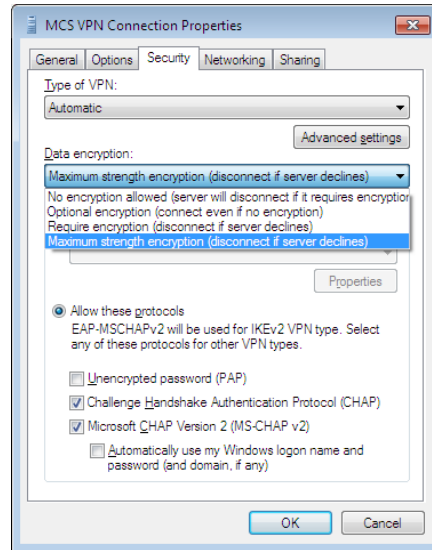 MCS VPN Connection Properties
General Options Security Networking Sharing
Type of VPN:
Automatic
Advanced settings
Data encryption:
Maximum strength encryption (disconnect if server declines)
No encryption allowed (server will disconnect if it requires encryption
Optional encryption (connect even if no encryption)
Require encryption (disconnect if server declines)
Maximum strength encryption (disconnect if server declines)
Properties
Allow these protocols
EAP-MSCHAPv2 will be used for IKEv2 VPN type. Select
any of these protocols for other VPN types.
Unencrypted password (PAP)
Challenge Handshake Authentication Protocol (CHAP)
Microsoft CHAP Version 2 (MS-CHAP v2)
Automatically use my Windows logon name and
password (and domain, if any)
OK Cancel